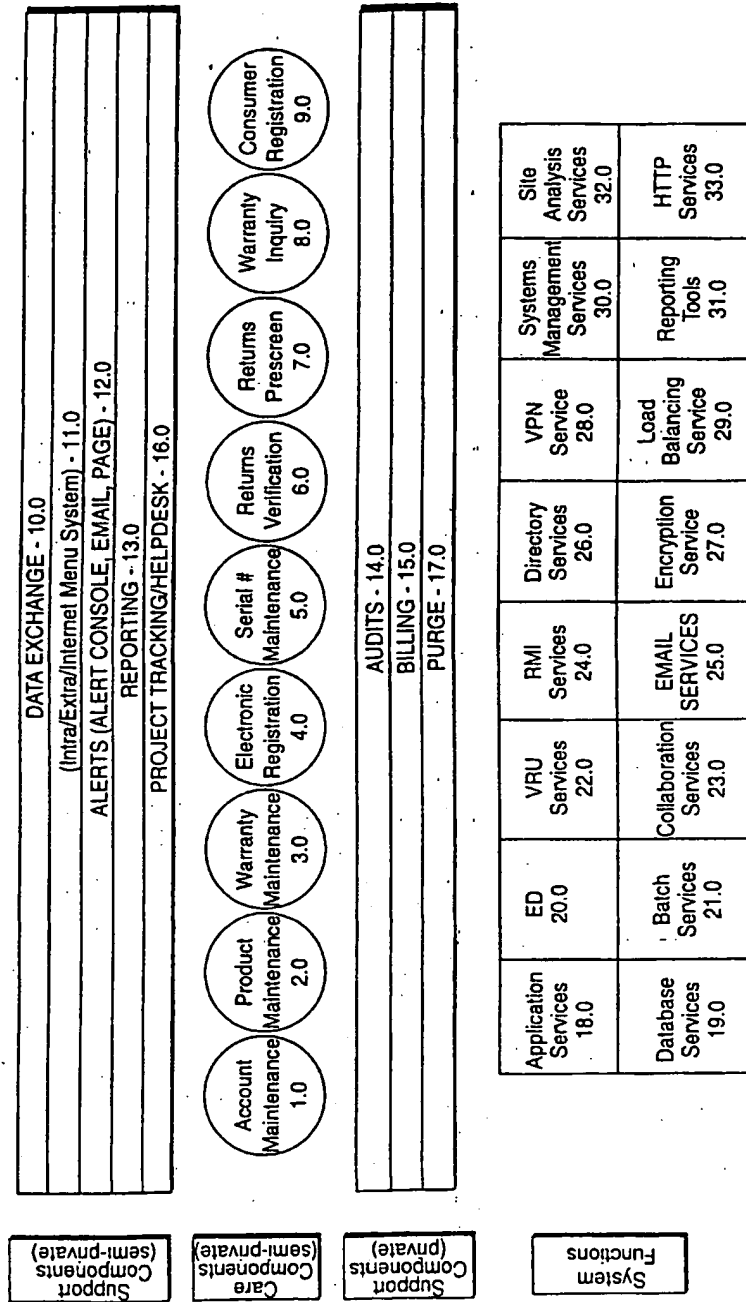 Support
Components
(semi-private)
DATA EXCHANGE - 10.0
(Intra/Extra/Internet Menu System) - 11.0
ALERTS (ALERT CONSOLE, EMAIL, PAGE) - 12.0
REPORTING - 13.0
PROJECT TRACKING/HELPDESK - 16.0
Care
Components
(semi-private)
Account
Maintenance
1.0
Product
Maintenance
2.0
Warranty
Maintenance
3.0
Electronic
Registration
4.0
Serial #
Maintenance
5.0
Returns
Verification
6.0
Returns
Prescreen
7.0
Warranty
Inquiry
8.0
Consumer
Registration
9.0
Support
Components
(private)
AUDITS - 14.0
BILLING - 15.0
PURGE - 17.0
System
Functions
Application
Services
18.0
ED
20.0
VRU
Services
22.0
RMI
Services
24.0
Directory
Services
26.0
VPN
Service
28.0
Systems
Management
Services
30.0
Site
Analysis
Services
32.0
Database
Services
19.0
Batch
Services
21.0
Collaboration
Services
23.0
EMAIL
SERVICES
25.0
Encryption
Service
27.0
Load
Balancing
Service
29.0
Reporting
Tools
31.0
HTTP
Services
33.0